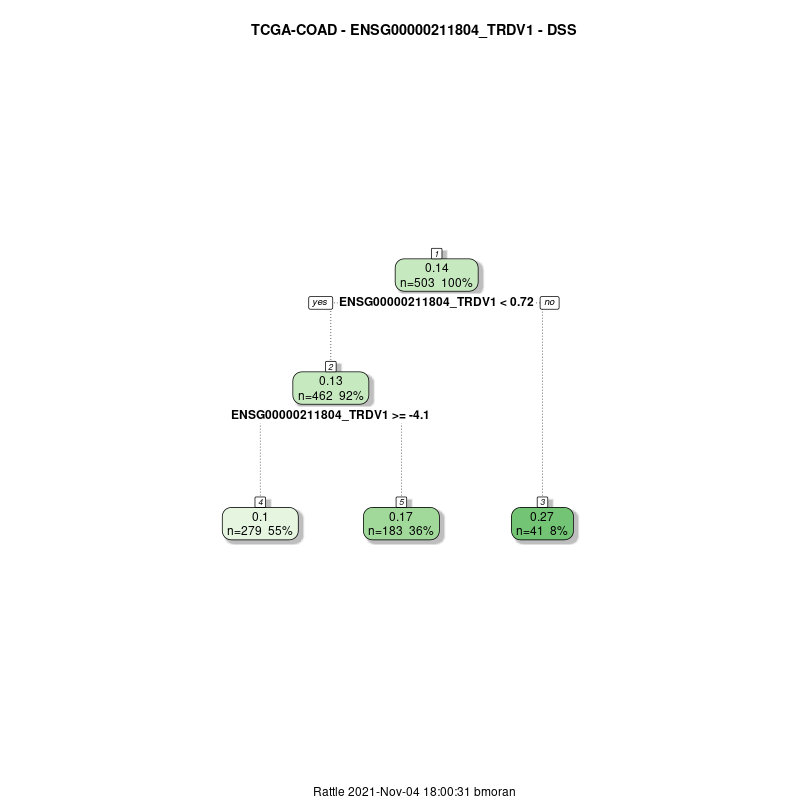 TCGA-COAD - ENSG00000211804_TRDV1 - DSS
1
0.14
n=503 100%
yes ENSG00000211804_TRDV1 < 0.72 no
2
0.13
n=462 92%
ENSG00000211804_TRDV1 >= -4.1
4
0.1
n=279 55%
5
0.17
n=183 36%
3
0.27
n=41 8%
Rattle 2021-Nov-04 18:00:31 bmoran